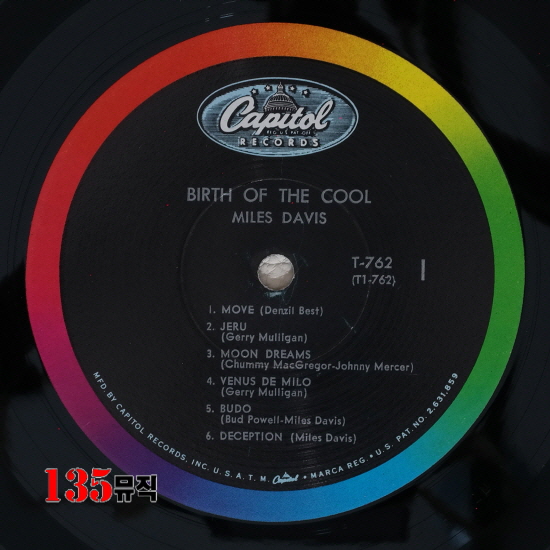 Capitol
REG. U.S. PAT. OFF.
RECORDS
BIRTH OF THE COOL
MILES DAVIS
T-762
(T1-762)
1
1. MOVE (Denzil Best)
2. JERU
(Gerry Mulligan)
3. MOON DREAMS
(Chummy MacGregor-Johnny Mercer)
4. VENUS DE MILO
(Gerry Mulligan)
5. BUDO
(Bud Powell-Miles Davis)
6. DECEPTION (Miles Davis)
MFD BY CAPITOL RECORDS, INC. U.S.A. T.M. Capitol MARCA REG. • U.S. PAT. NO. 2,631,859
135뮤직